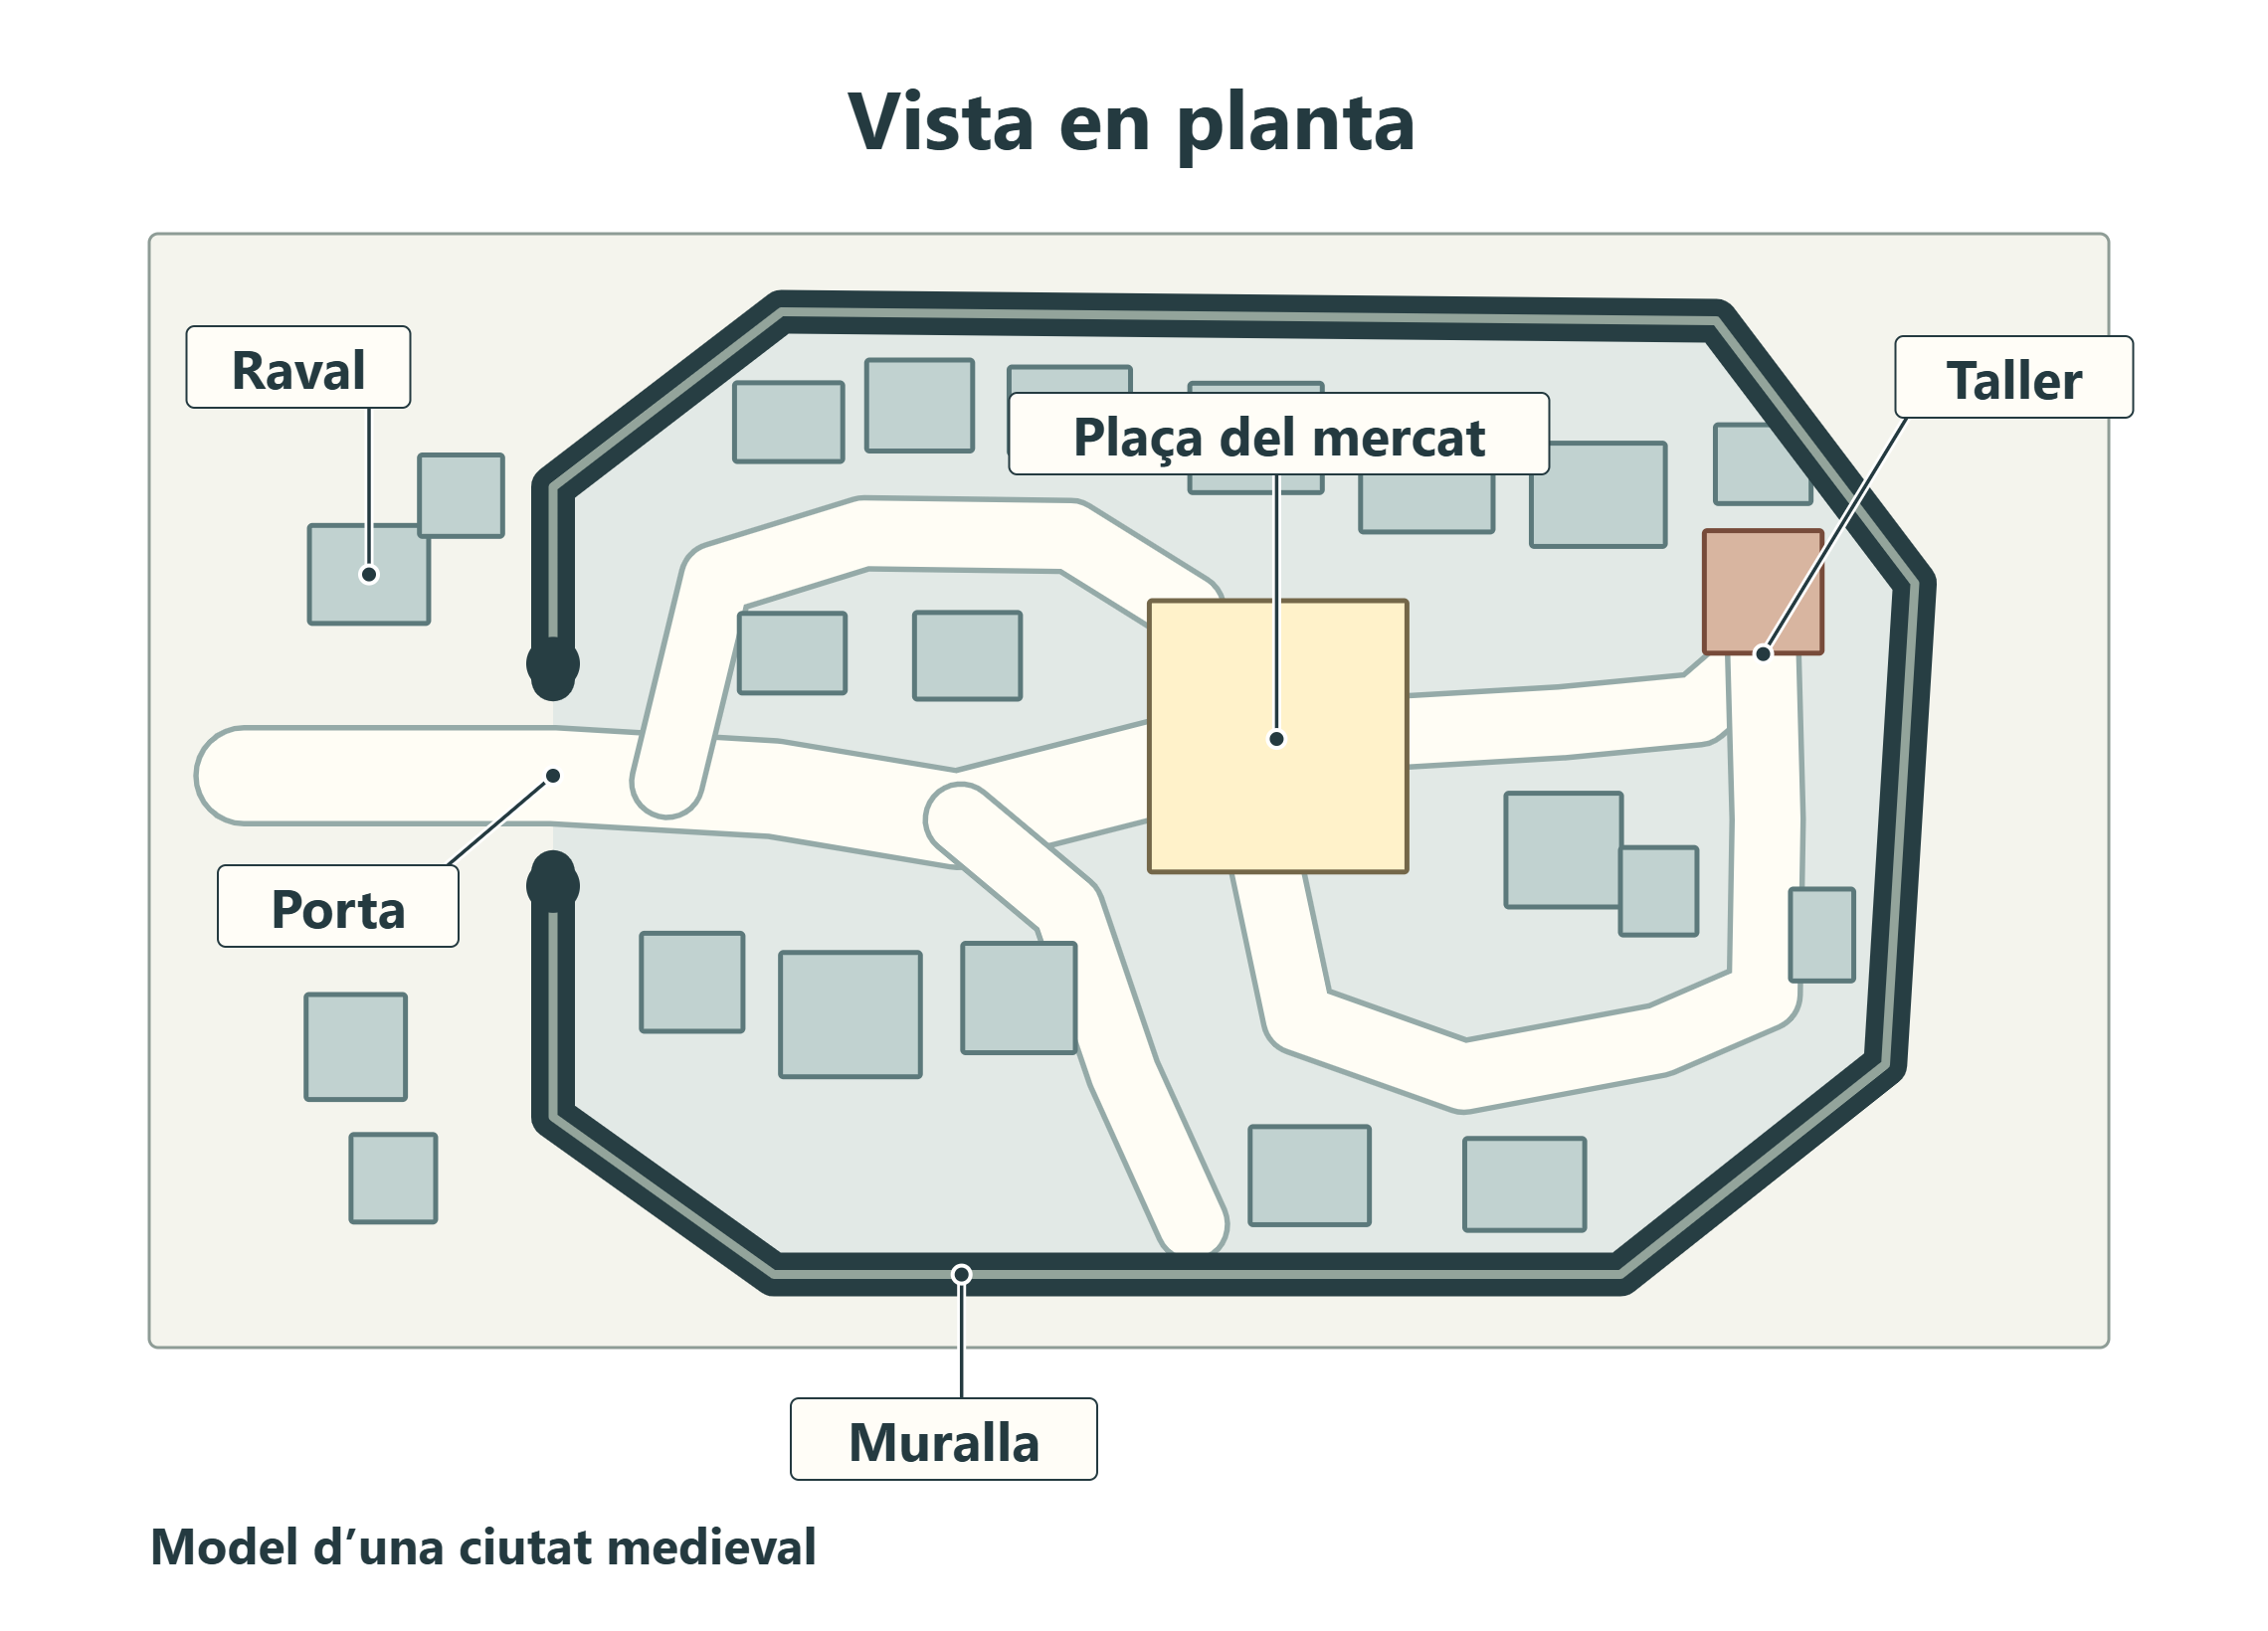 Vista en planta
Raval
Taller
Plaça del mercat
Porta
Muralla
Model d’una ciutat medieval